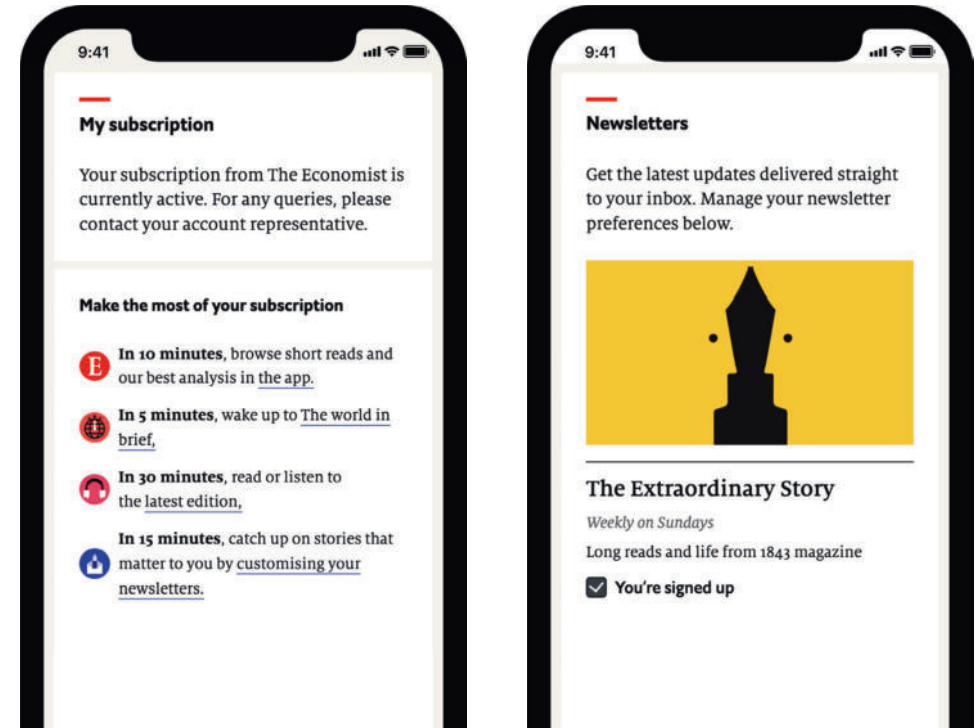 9:41
My subscription
Your subscription from The Economist is
currently active. For any queries, please
contact your account representative.
Make the most of your subscription
E
In 10 minutes, browse short reads and
our best analysis in the app.
In 5 minutes, wake up to The world in
brief,
In 30 minutes, read or listen to
the latest edition,
In 15 minutes, catch up on stories that
matter to you by customising your
newsletters.
9:41
Newsletters
Get the latest updates delivered straight
to your inbox. Manage your newsletter
preferences below.
The Extraordinary Story
Weekly on Sundays
Long reads and life from 1843 magazine
You're signed up